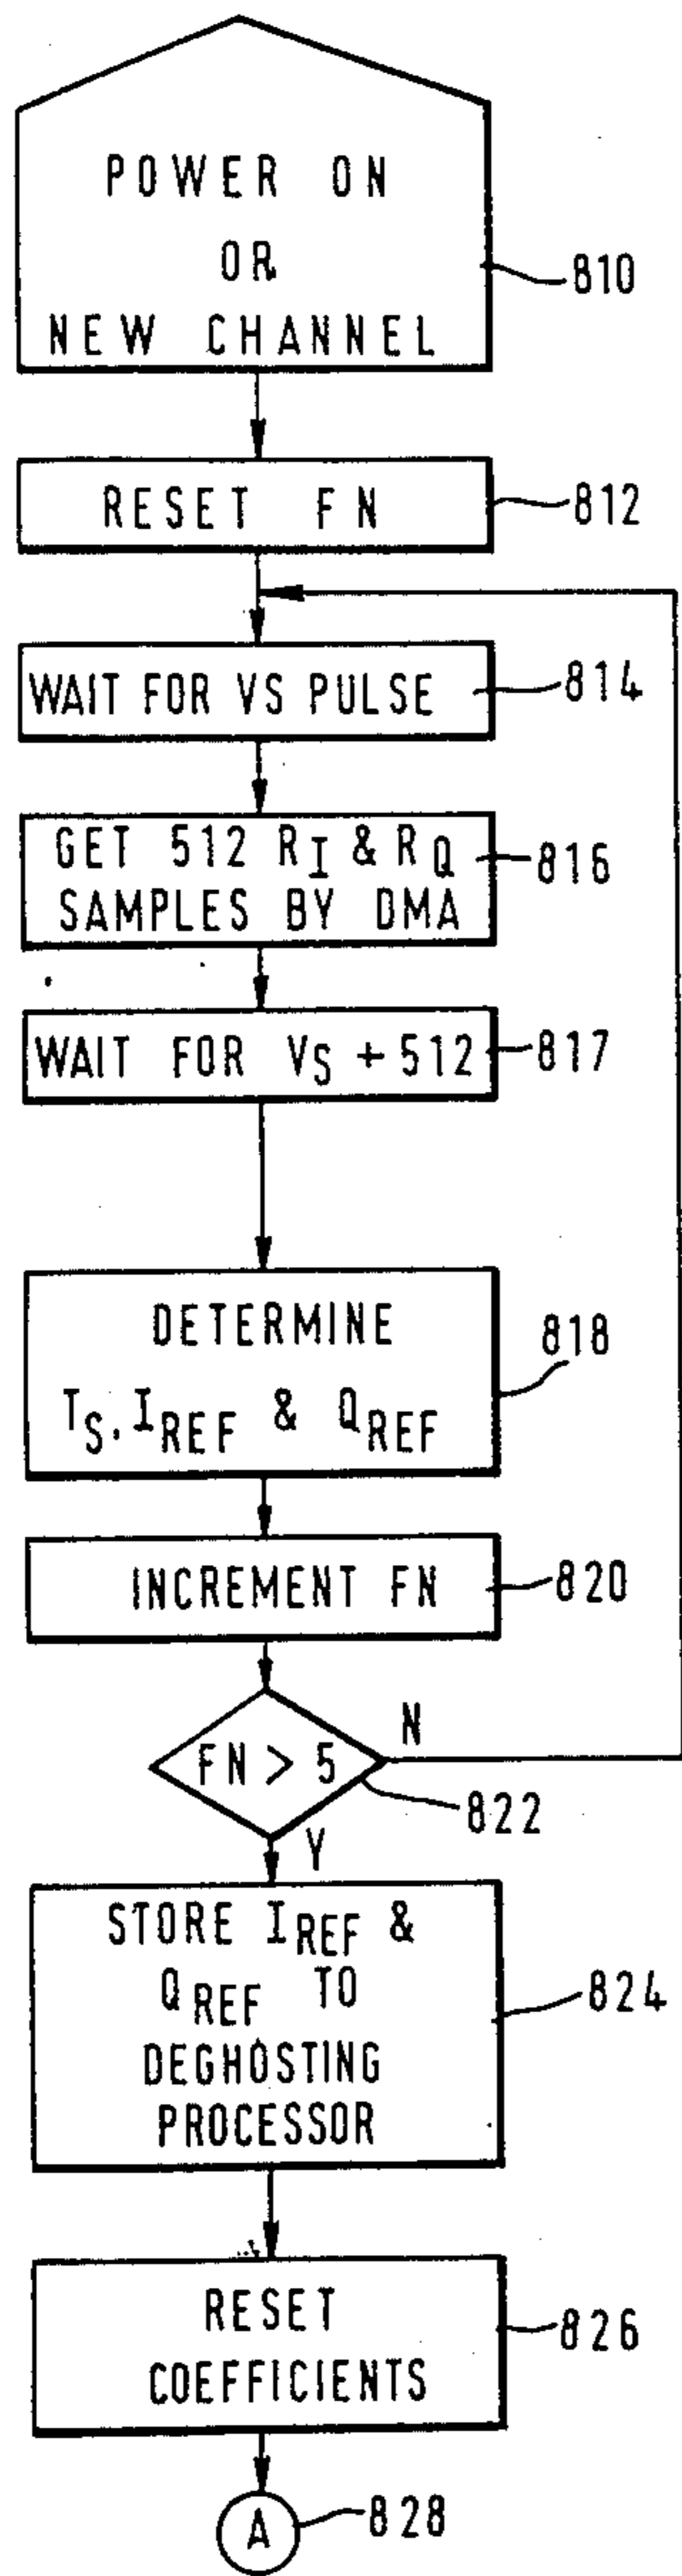 POWER ON
OR
NEW CHANNEL
810
RESET FN
812
WAIT FOR VS PULSE
814
GET 512 RI & RQ
SAMPLES BY DMA
816
WAIT FOR VS + 512
817
DETERMINE
TS, IREF & QREF
818
INCREMENT FN
820
FN > 5
N
822
Y
STORE IREF &
QREF TO
DEGHOSTING
PROCESSOR
824
RESET
COEFFICIENTS
826
A
828